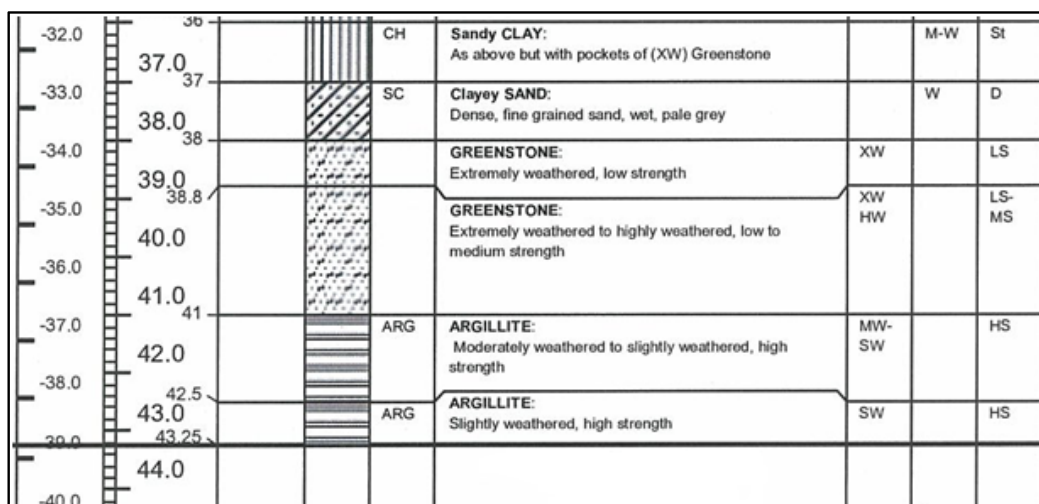 36
-32.0
CH
Sandy CLAY:
M-W
St
As above but with pockets of (XW) Greenstone
37.0
37
-33.0
SC
Clayey SAND:
W
D
Dense, fine grained sand, wet, pale grey
38.0
38
-34.0
GREENSTONE:
XW
LS
Extremely weathered, low strength
39.0
38.8
-35.0
GREENSTONE:
XW
HW
LS-
MS
Extremely weathered to highly weathered, low to
medium strength
40.0
-36.0
41.0
41
-37.0
ARG
ARGILLITE:
MW-
SW
HS
Moderately weathered to slightly weathered, high
strength
42.0
-38.0
42.5
43.0
ARG
ARGILLITE:
SW
HS
Slightly weathered, high strength
43.25
-39.0
44.0
-40.0